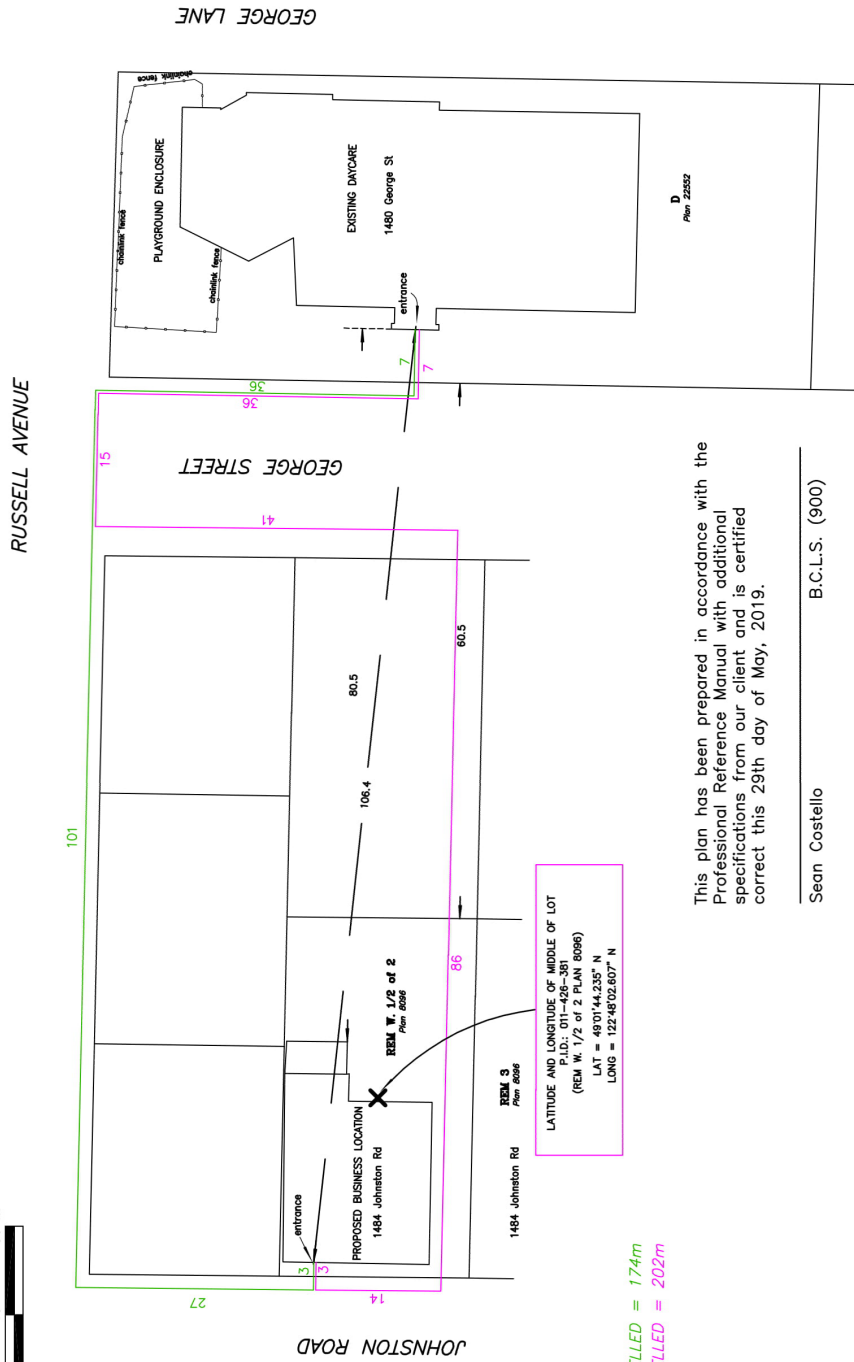 GEORGE LANE
RUSSELL AVENUE
chainlink fence
chainlink fence
PLAYGROUND ENCLOSURE
chainlink fence
EXISTING DAYCARE
1480 George St
entrance
D
Plan 22552
7
7
36
36
15
GEORGE STREET
41
101
80.5
60.5
106.4
86
REM W. 1/2 of 2
Plan 8096
REM 3
Plan 8096
entrance
PROPOSED BUSINESS LOCATION
1484 Johnston Rd
1484 Johnston Rd
3
3
27
14
JOHNSTON ROAD
LATITUDE AND LONGITUDE OF MIDDLE OF LOT
P.I.D.: 011-426-381
(REM W. 1/2 of 2 PLAN 8096)
LAT = 49°01'44.235" N
LONG = 122°48'02.607" N
This plan has been prepared in accordance with the
Professional Reference Manual with additional
specifications from our client and is certified
correct this 29th day of May, 2019.
Sean Costello B.C.L.S. (900)
= 174m
= 202m